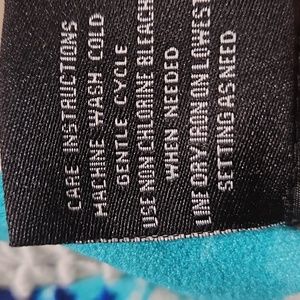 CARE INSTRUCTIONS
MACHINE WASH COLD
GENTLE CYCLE
USE NON CHLORINE BLEACH
WHEN NEEDED
LINE DRY/IRON ON LOWEST
SETTING AS NEED